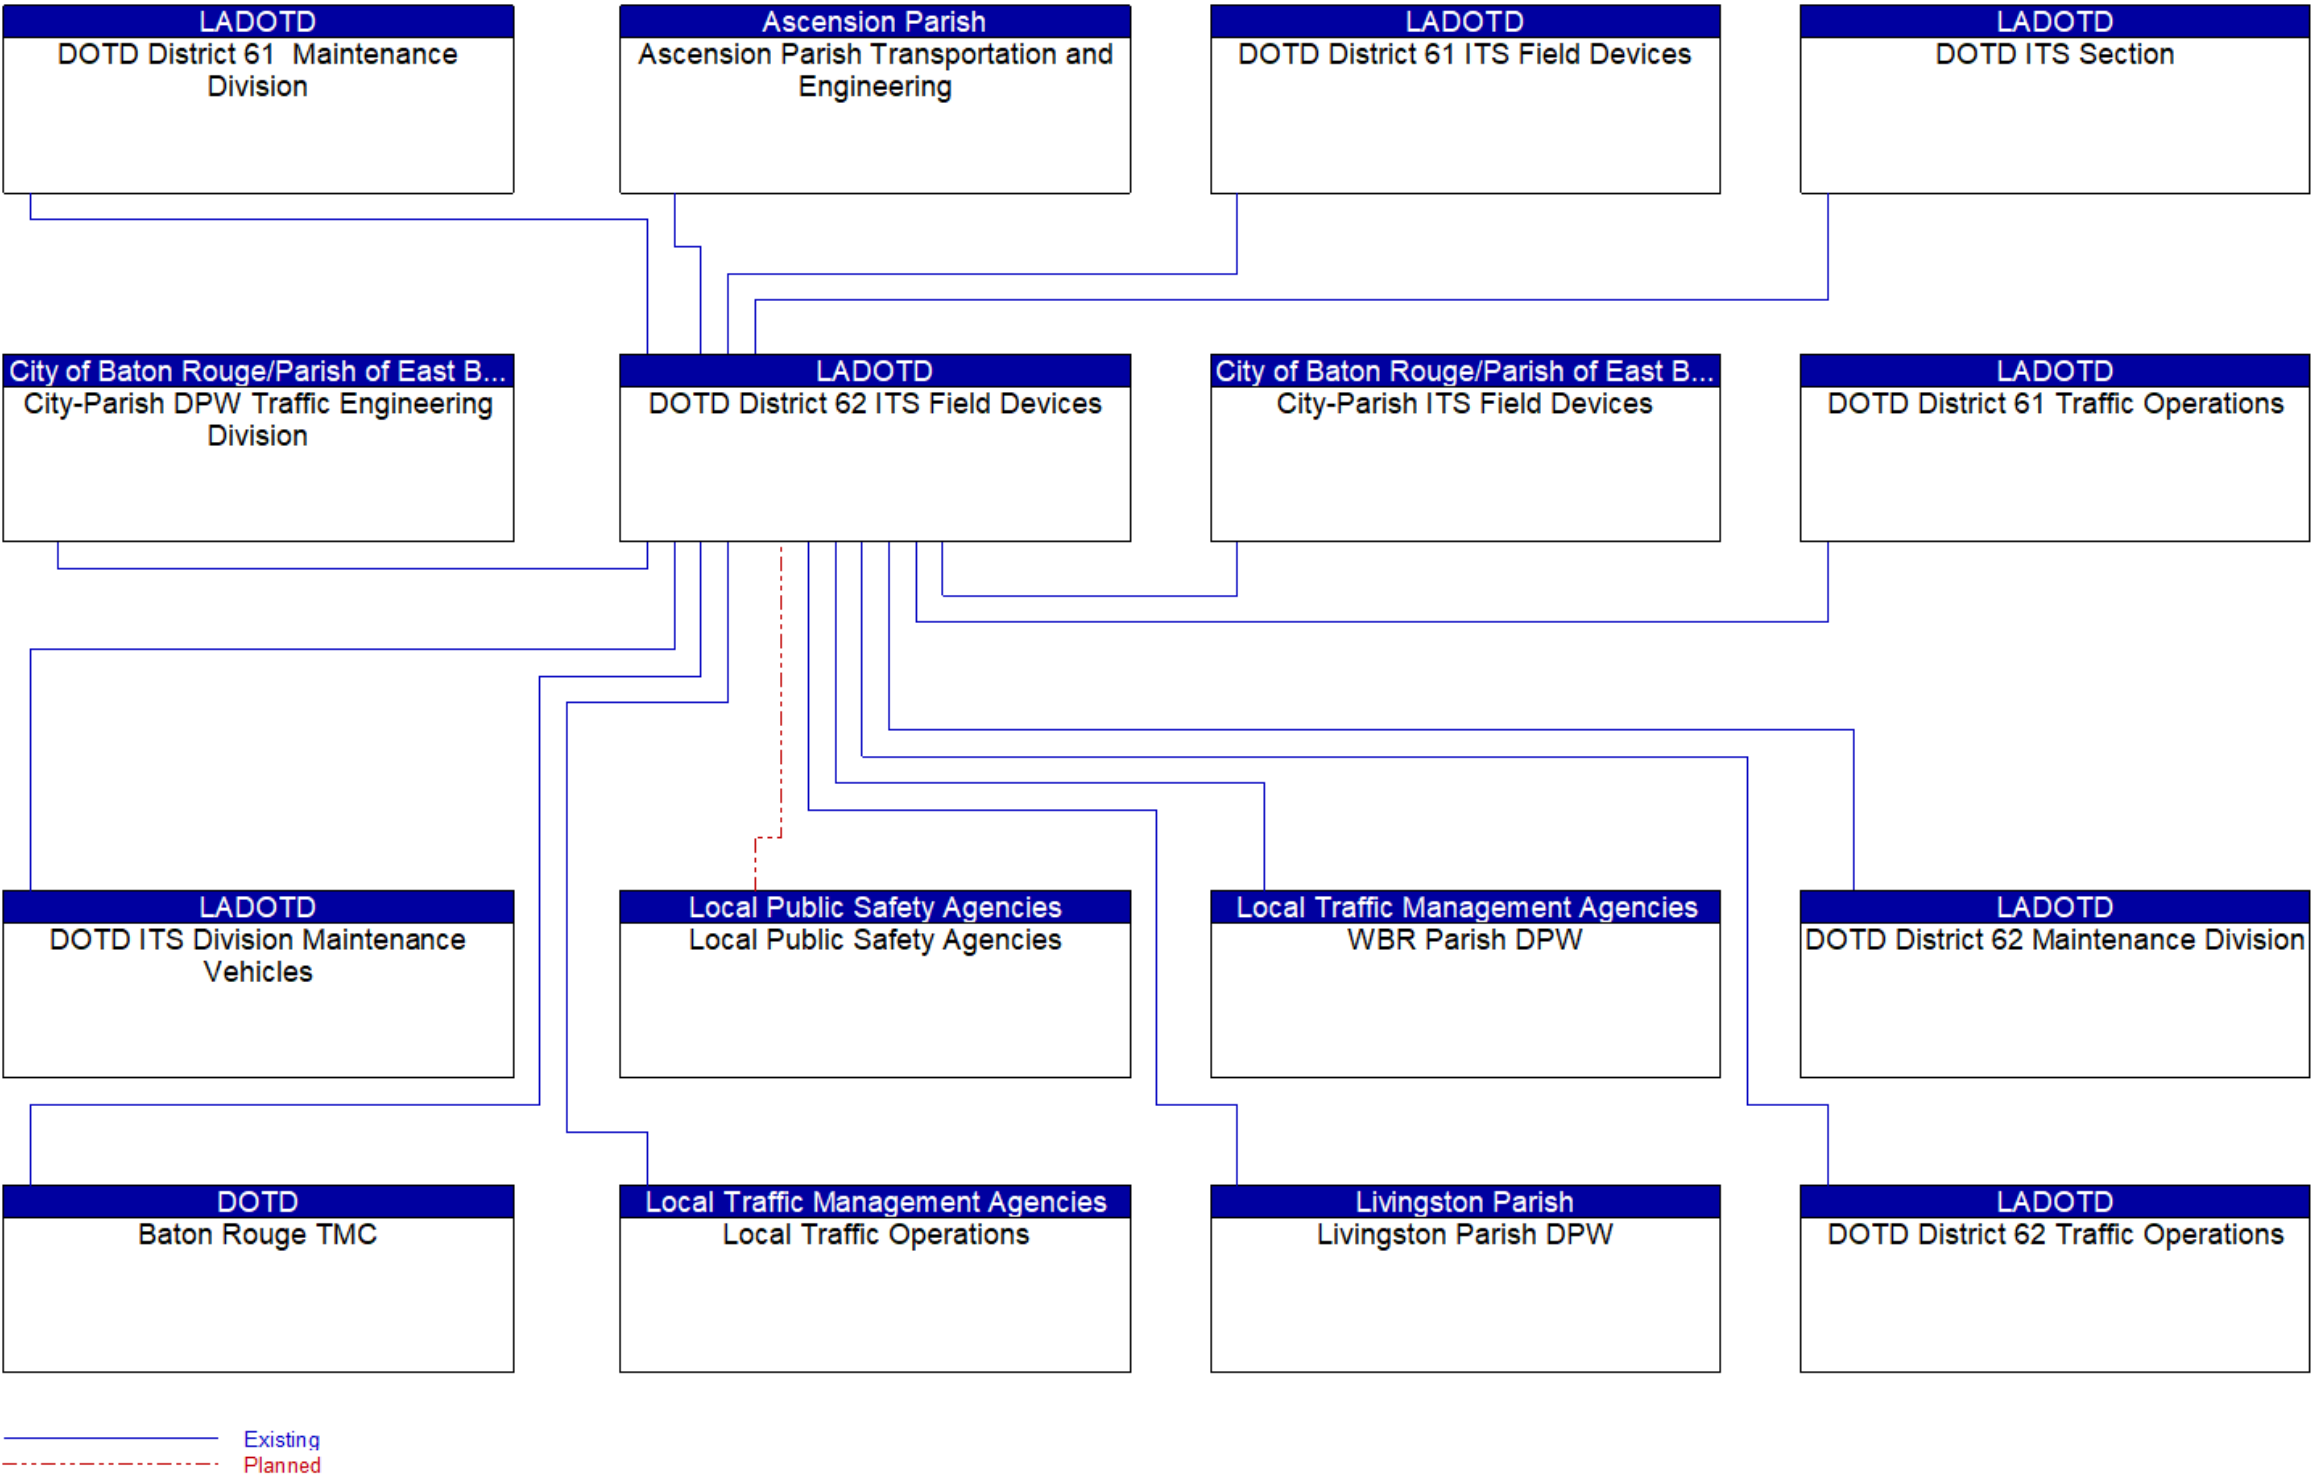 LADOTD
DOTD District 61  Maintenance
Division
Ascension Parish
Ascension Parish Transportation and
Engineering
LADOTD
DOTD District 61 ITS Field Devices
LADOTD
DOTD ITS Section
City of Baton Rouge/Parish of East B...
City-Parish DPW Traffic Engineering
Division
LADOTD
DOTD District 62 ITS Field Devices
City of Baton Rouge/Parish of East B...
City-Parish ITS Field Devices
LADOTD
DOTD District 61 Traffic Operations
LADOTD
DOTD ITS Division Maintenance
Vehicles
Local Public Safety Agencies
Local Public Safety Agencies
Local Traffic Management Agencies
WBR Parish DPW
LADOTD
DOTD District 62 Maintenance Division
DOTD
Baton Rouge TMC
Local Traffic Management Agencies
Local Traffic Operations
Livingston Parish
Livingston Parish DPW
LADOTD
DOTD District 62 Traffic Operations
Existing
Planned